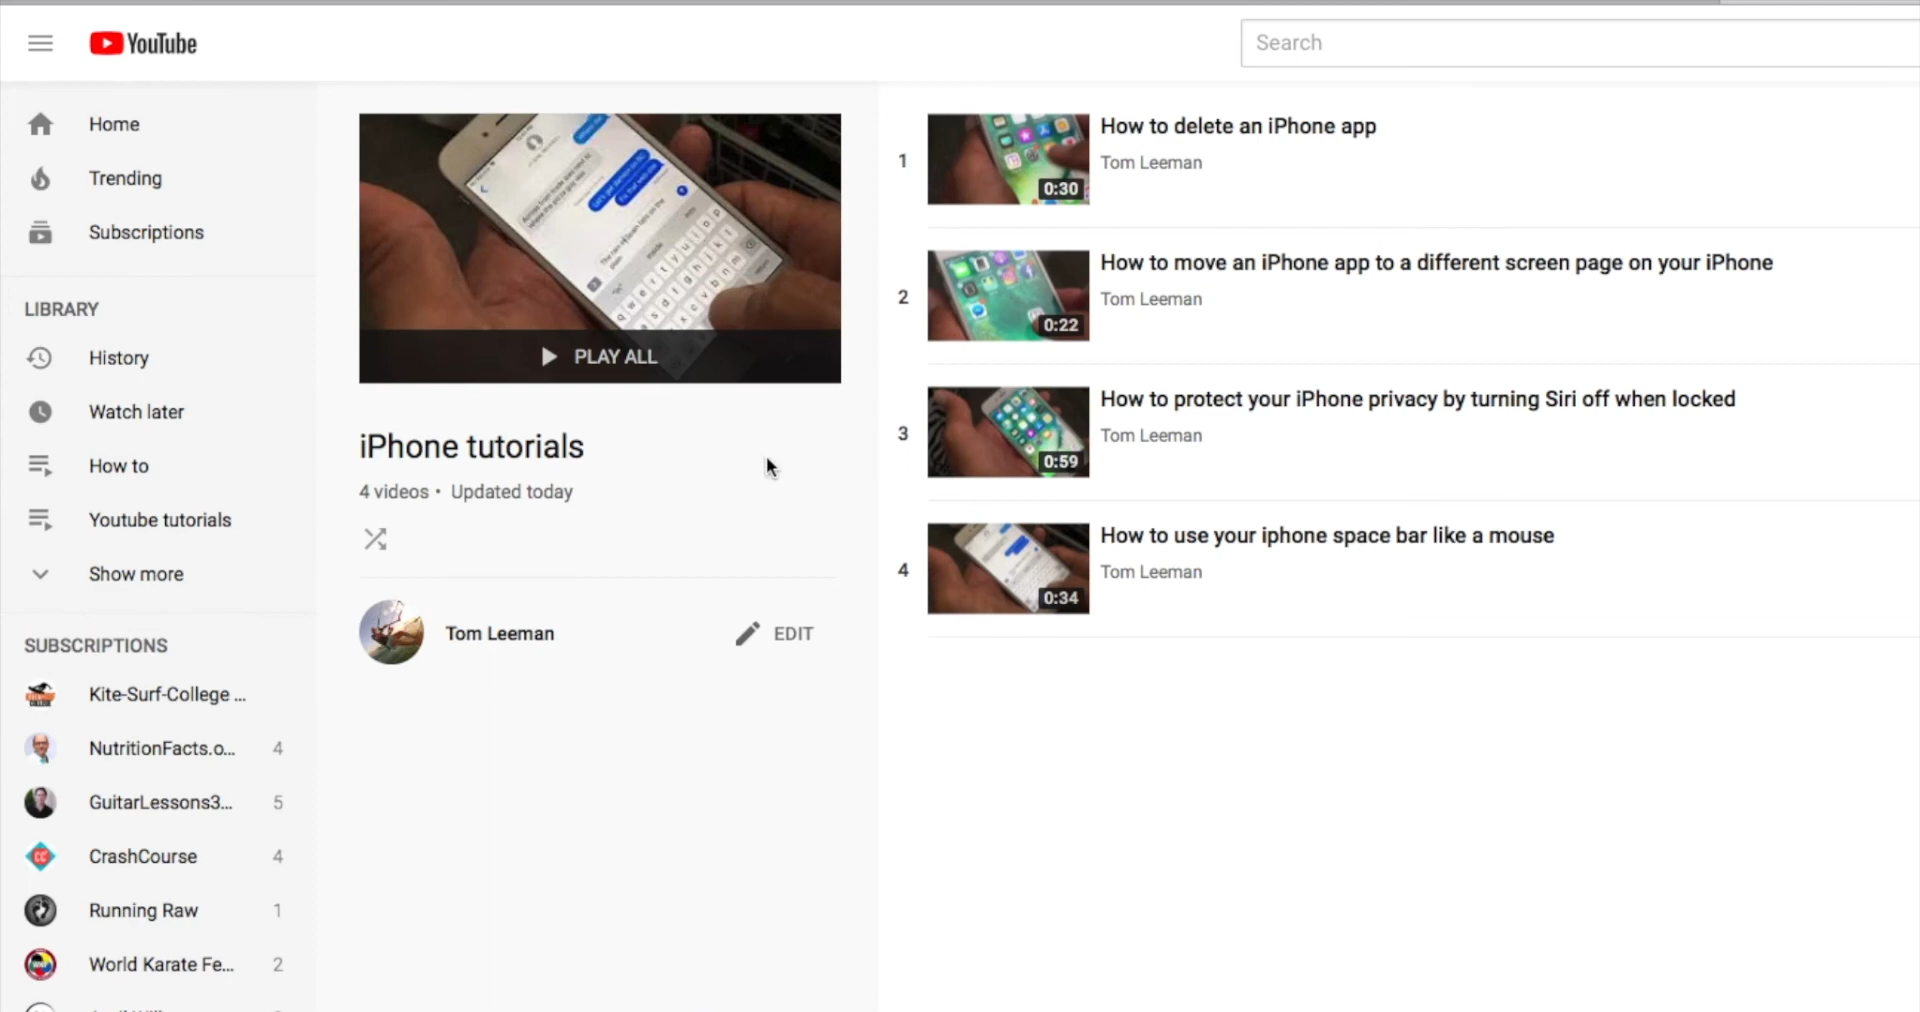 YouTube
Search
Home
Trending
Subscriptions
LIBRARY
History
Watch later
How to
Youtube tutorials
Show more
SUBSCRIPTIONS
Kite-Surf-College ...
NutritionFacts.o... 4
GuitarLessons3... 5
CrashCourse 4
Running Raw 1
World Karate Fe... 2
PLAY ALL
iPhone tutorials
4 videos • Updated today
Tom Leeman
EDIT
1
0:30
How to delete an iPhone app
Tom Leeman
2
0:22
How to move an iPhone app to a different screen page on your iPhone
Tom Leeman
3
0:59
How to protect your iPhone privacy by turning Siri off when locked
Tom Leeman
4
0:34
How to use your iphone space bar like a mouse
Tom Leeman